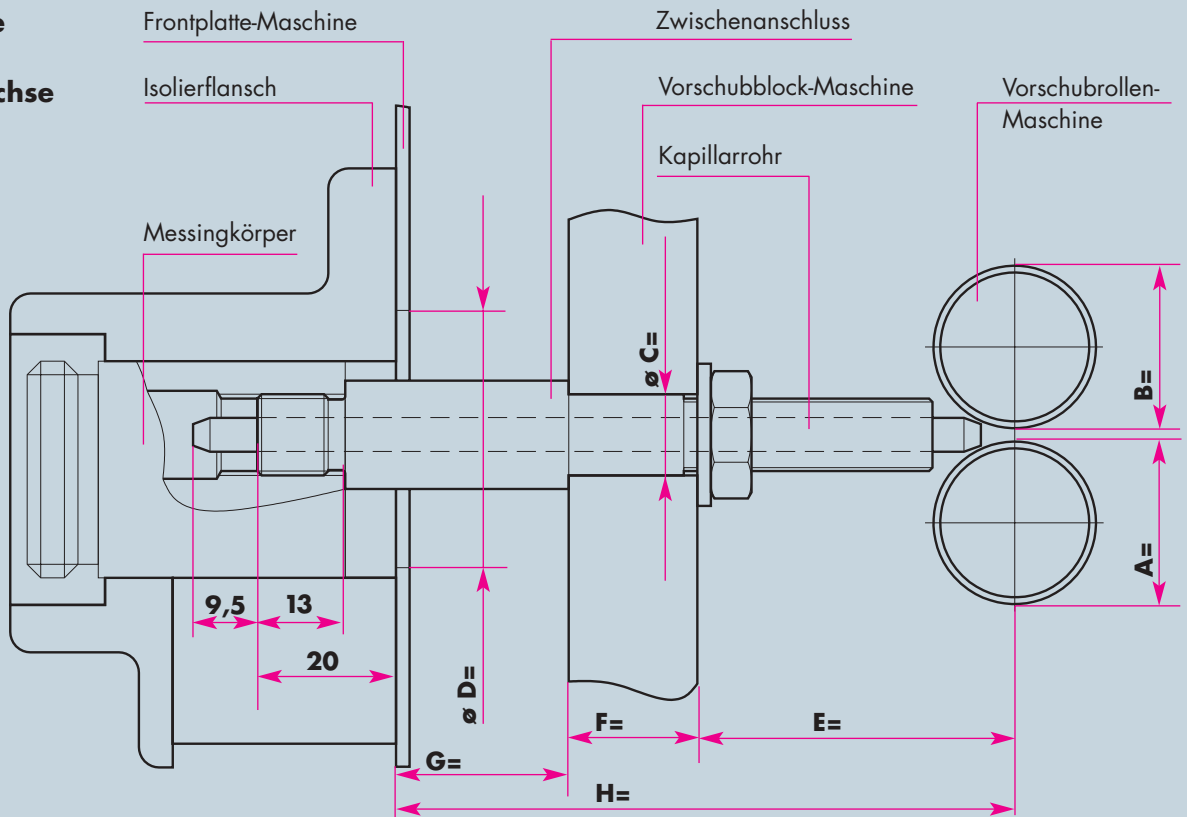 e
chse
Frontplatte-Maschine
Zwischenanschluss
Isolierflansch
Vorschubblock-Maschine
Vorschubrollen-
Maschine
Kapillarrohr
Messingkörper
ø C=
B=
A=
9,5
13
20
ø D=
F=
E=
G=
H=